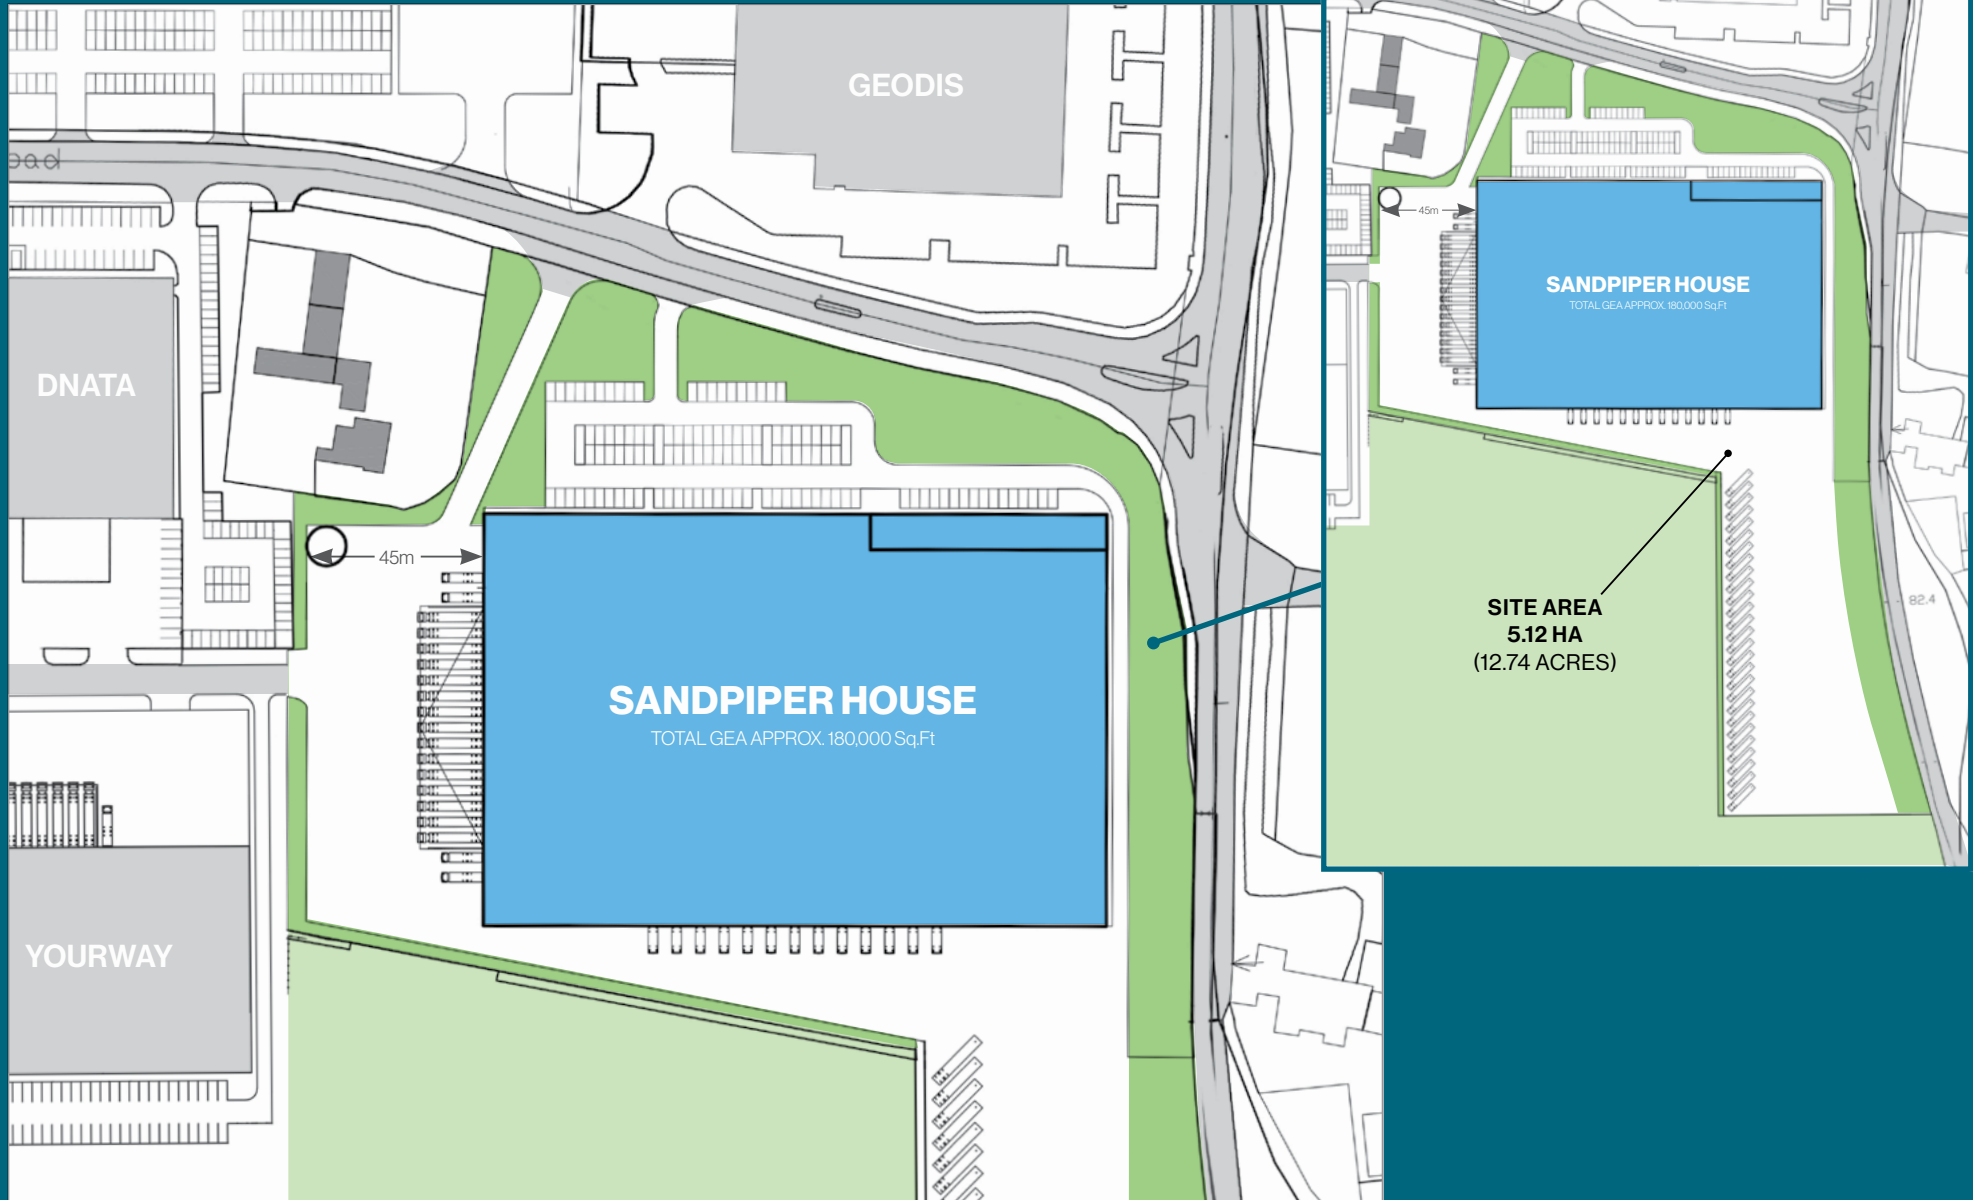 GEODIS
DNATA
45m
SANDPIPER HOUSE
TOTAL GEA APPROX. 180,000 Sq.Ft
YOURWAY
45m
SANDPIPER HOUSE
TOTAL GEA APPROX. 180,000 Sq.Ft
SITE AREA
5.12 HA
(12.74 ACRES)
82.4